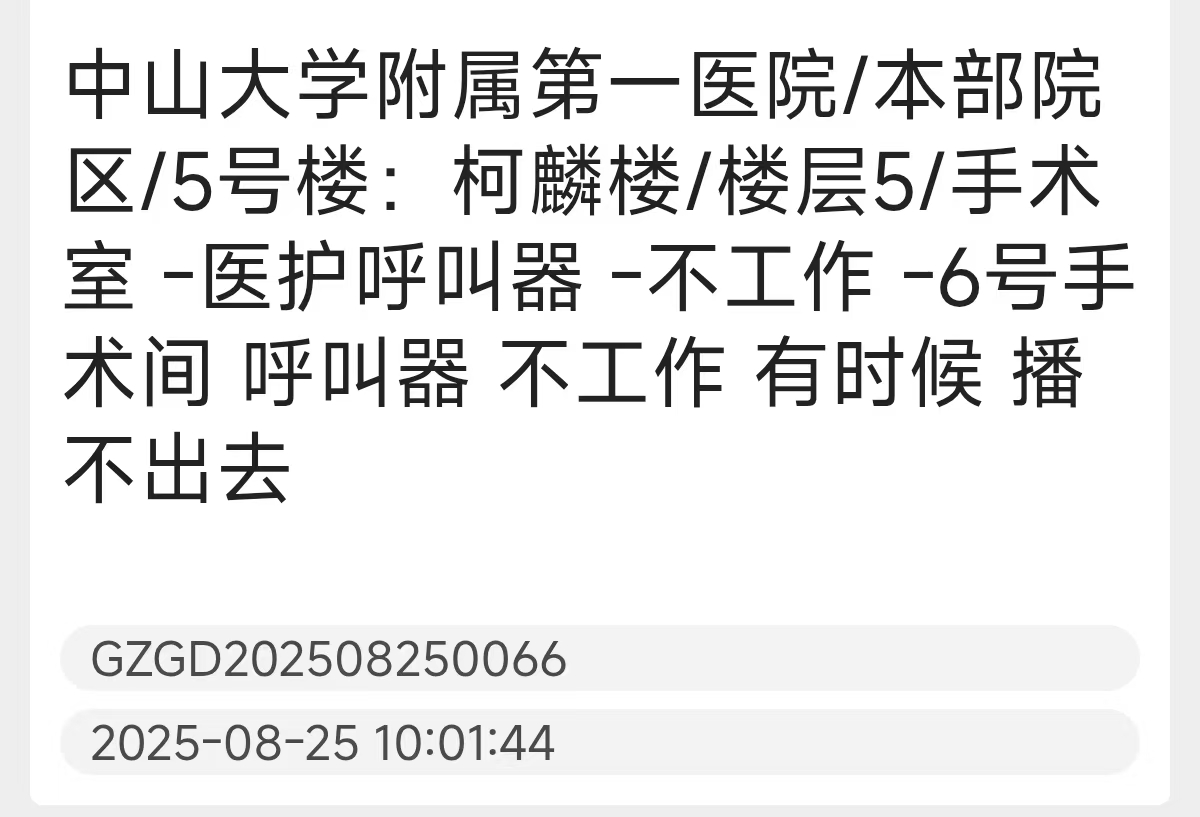 中山大学附属第一医院/本部院
区/5号楼：柯麟楼/楼层5/手术
室 -医护呼叫器 -不工作 -6号手
术间 呼叫器 不工作 有时候 播
不出去
GZGD202508250066
2025-08-25 10:01:44